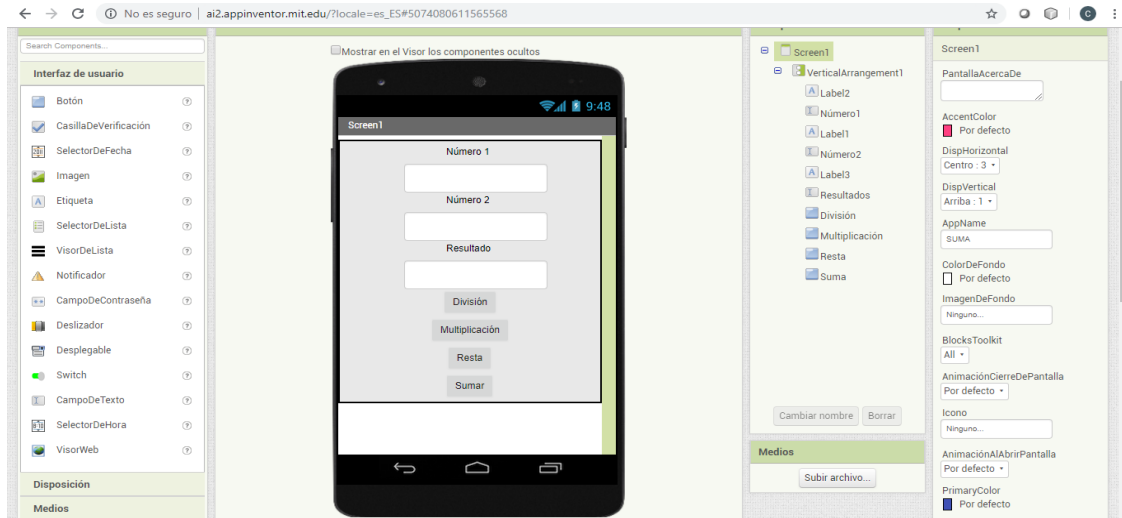 No es seguro | ai2.appinventor.mit.edu/?locale=es_ES#5074080611565568
C
Search Components...
Interfaz de usuario
Botón
CasillaDeVerificación
SelectorDeFecha
Imagen
Etiqueta
SelectorDeLista
VisorDeLista
Notificador
CampoDeContraseña
Deslizador
Desplegable
Switch
CampoDeTexto
SelectorDeHora
VisorWeb
Disposición
Medios
Mostrar en el Visor los componentes ocultos
9:48
Screen1
Número 1
Número 2
Resultado
División
Multiplicación
Resta
Sumar
Screen1
VerticalArrangement1
Label2
Número1
Label1
Número2
Label3
Resultados
División
Multiplicación
Resta
Suma
Cambiar nombre Borrar
Medios
Subir archivo...
Screen1
PantallaAcercaDe
AccentColor
Por defecto
DispHorizontal
Centro : 3
DispVertical
Arriba : 1
AppName
SUMA
ColorDeFondo
Por defecto
ImagenDeFondo
Ninguno...
BlocksToolkit
All
AnimaciónCierreDePantalla
Por defecto
Icono
Ninguno...
AnimaciónAlAbrirPantalla
Por defecto
PrimaryColor
Por defecto